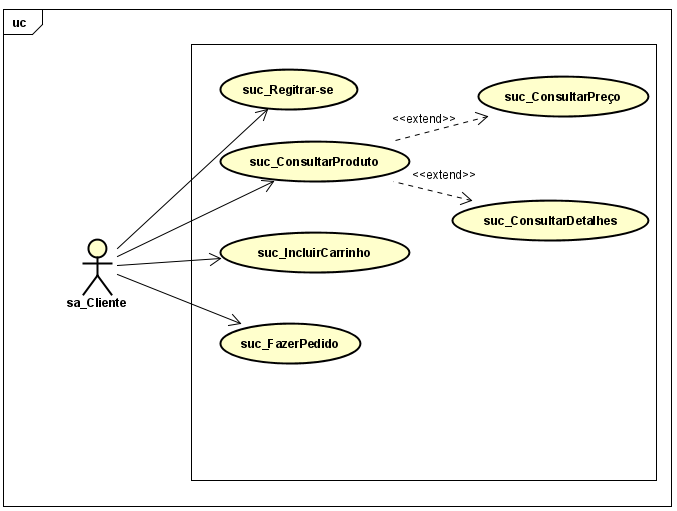 uc
suc_Regitrar-se
suc_ConsultarPreço
<<extend>>
suc_ConsultarProduto
<<extend>>
suc_ConsultarDetalhes
suc_IncluirCarrinho
sa_Cliente
suc_FazerPedido